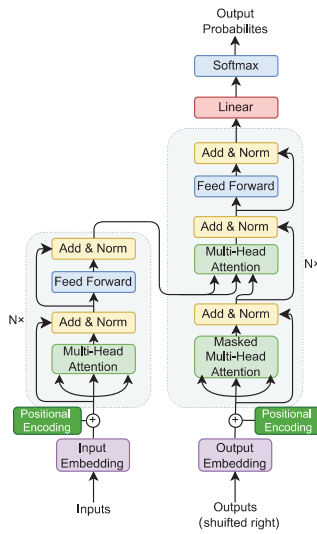 Output
Probabilites
Softmax
Linear
Add & Norm
Feed Forward
Add & Norm
Multi-Head
Attention
N×
Add & Norm
Masked
Multi-Head
Attention
Positional
Encoding
Output
Embedding
Outputs
(shuifted right)
Add & Norm
Feed Forward
N×
Add & Norm
Multi-Head
Attention
Positional
Encoding
Input
Embedding
Inputs
+
+